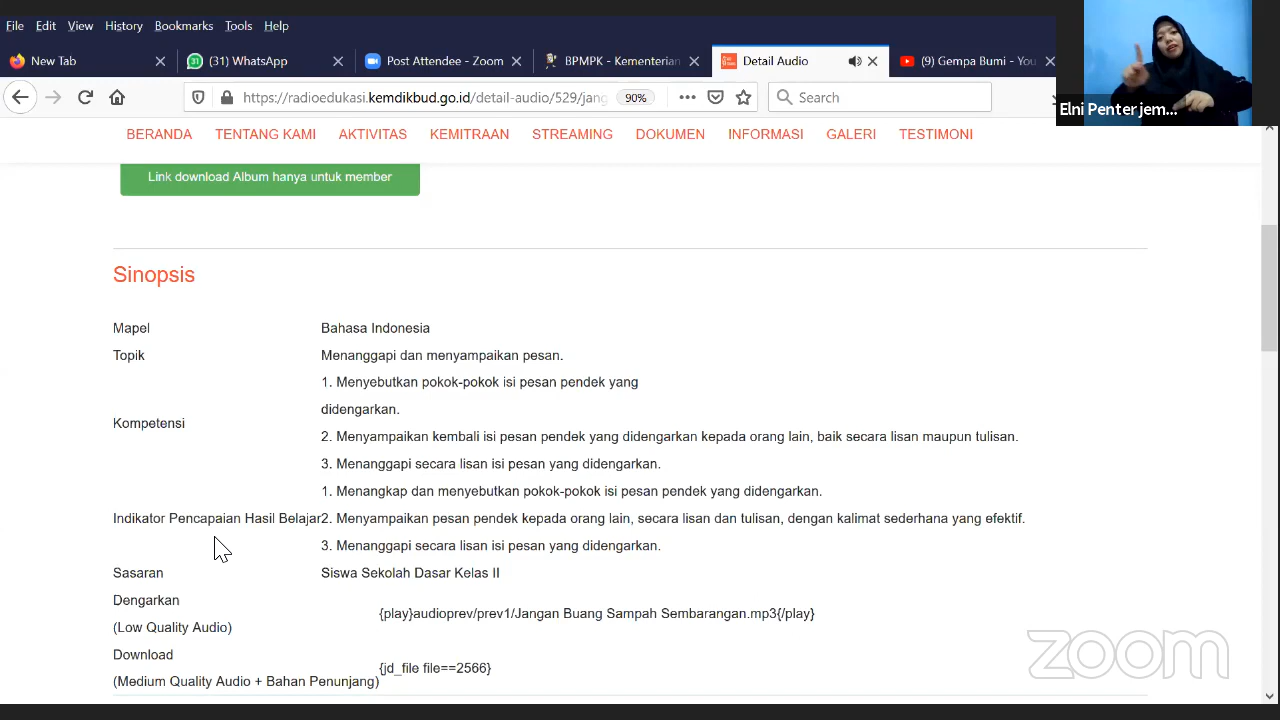 File Edit View History Bookmarks Tools Help
New Tab
(31) WhatsApp
Post Attendee - Zoom
BPMPK - Kementerian
Detail Audio
(9) Gempa Bumi - You
https://radioedukasi.kemdikbud.go.id/detail-audio/529/jang
90%
Search
Elni Penterjem...
BERANDA TENTANG KAMI AKTIVITAS KEMITRAAN STREAMING DOKUMEN INFORMASI GALERI TESTIMONI
Link download Album hanya untuk member
Sinopsis
Mapel Bahasa Indonesia
Topik Menanggapi dan menyampaikan pesan.
1. Menyebutkan pokok-pokok isi pesan pendek yang
didengarkan.
Kompetensi
2. Menyampaikan kembali isi pesan pendek yang didengarkan kepada orang lain, baik secara lisan maupun tulisan.
3. Menanggapi secara lisan isi pesan yang didengarkan.
1. Menangkap dan menyebutkan pokok-pokok isi pesan pendek yang didengarkan.
Indikator Pencapaian Hasil Belajar 2. Menyampaikan pesan pendek kepada orang lain, secara lisan dan tulisan, dengan kalimat sederhana yang efektif.
3. Menanggapi secara lisan isi pesan yang didengarkan.
Sasaran Siswa Sekolah Dasar Kelas II
Dengarkan
{play}audioprev/prev1/Jangan Buang Sampah Sembarangan.mp3{/play}
(Low Quality Audio)
Download
{jd_file file==2566}
(Medium Quality Audio + Bahan Penunjang)
zoom